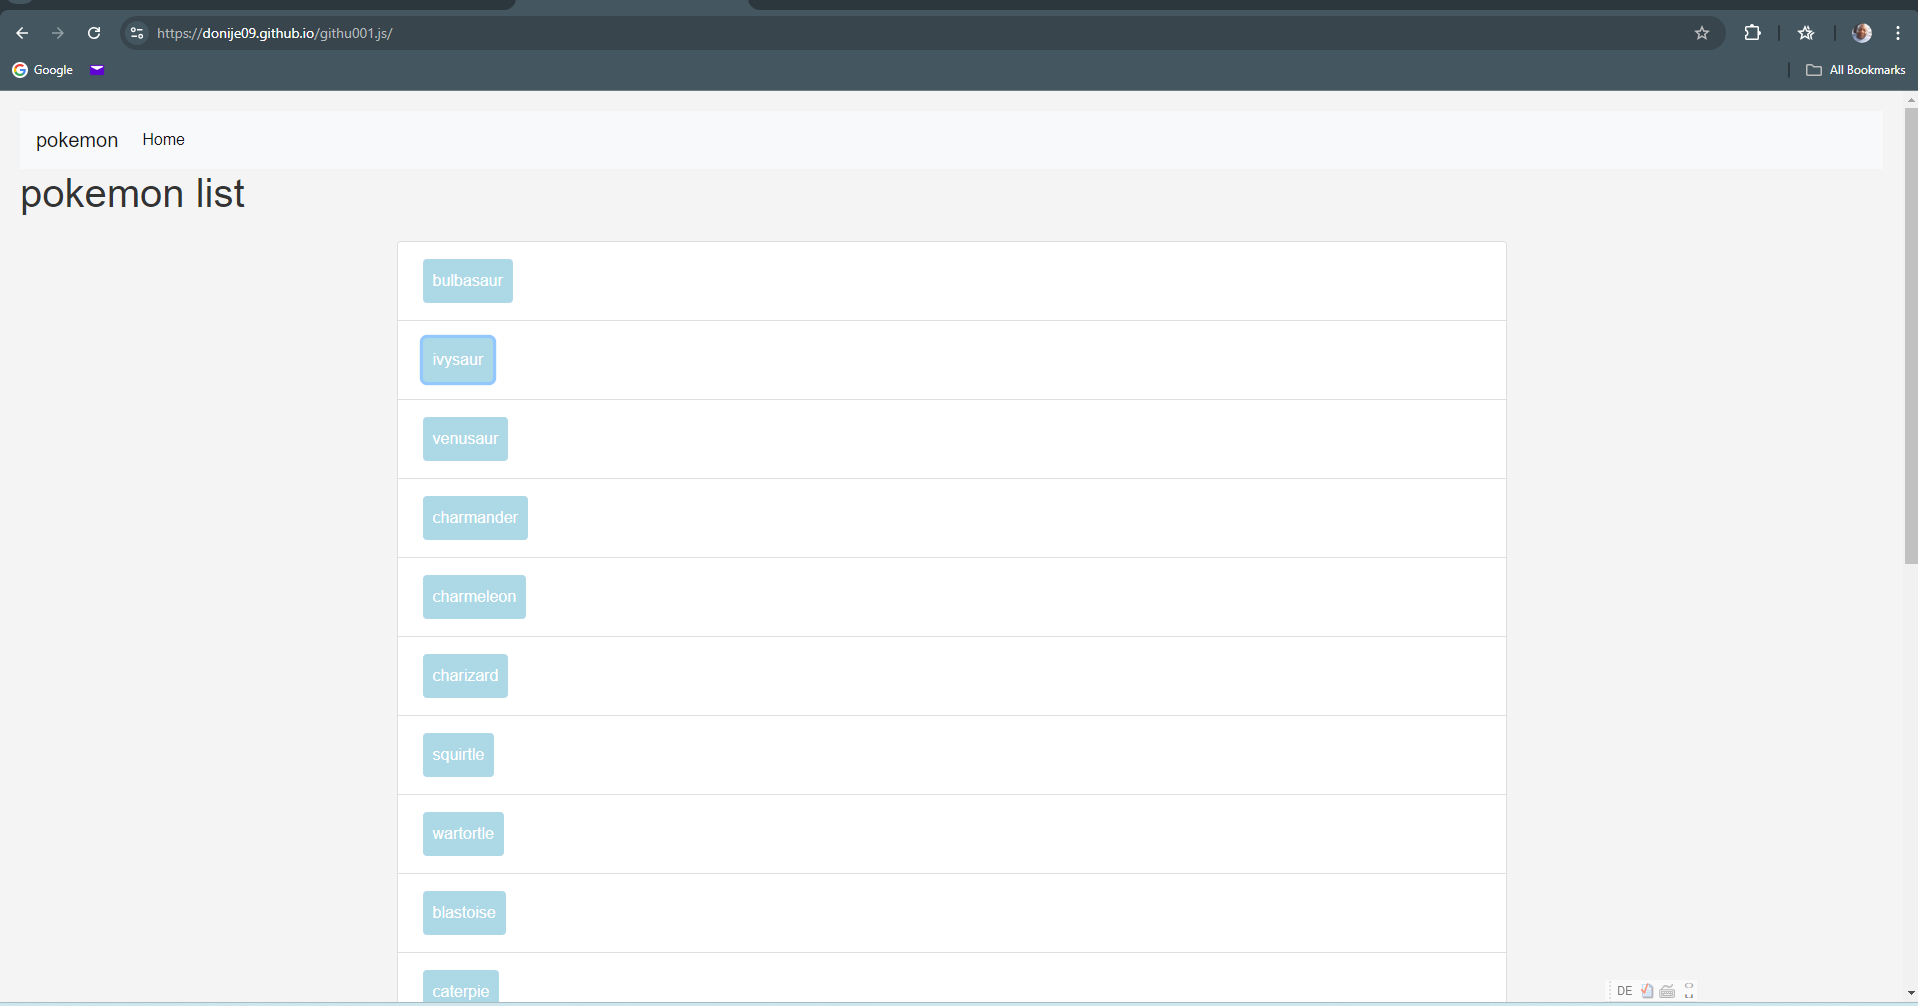 https://donije09.github.io/githu001.js/
Google
All Bookmarks
pokemon Home
pokemon list
bulbasaur
ivysaur
venusaur
charmander
charmeleon
charizard
squirtle
wartortle
blastoise
caterpie
DE